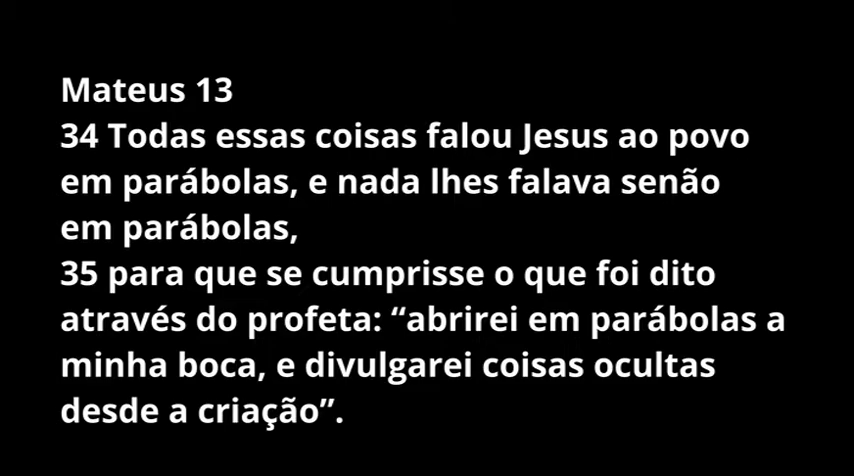 Mateus 13
34 Todas essas coisas falou Jesus ao povo
em parábolas, e nada lhes falava senão
em parábolas,
35 para que se cumprisse o que foi dito
através do profeta: “abrirei em parábolas a
minha boca, e divulgarei coisas ocultas
desde a criação”.